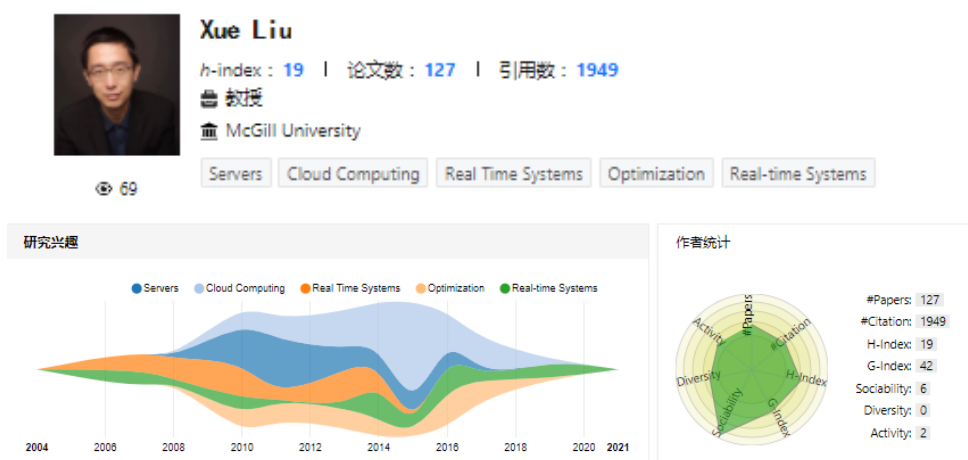 Xue Liu
h-index : 19 | 论文数 : 127 | 引用数 : 1949
教授
McGill University
69
Servers Cloud Computing Real Time Systems Optimization Real-time Systems
研究兴趣
Servers Cloud Computing Real Time Systems Optimization Real-time Systems
2004 2006 2008 2010 2012 2014 2016 2018 2020 2021
作者统计
#Papers
#Citation
H-Index
G-Index
Sociability
Diversity
Activity
#Papers: 127
#Citation: 1949
H-Index: 19
G-Index: 42
Sociability: 6
Diversity: 0
Activity: 2